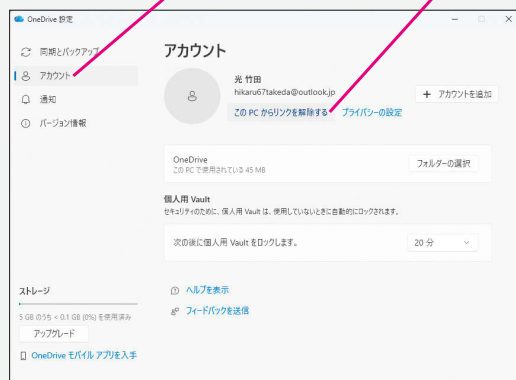 OneDrive 設定
同期とバックアップ
アカウント
通知
バージョン情報
アカウント
光 竹田
hikaru67takeda@outlook.jp
この PC からリンクを解除する プライバシーの設定
+ アカウントを追加
OneDrive
この PC で使用されている 45 MB
フォルダーの選択
個人用 Vault
セキュリティのために、個人用 Vault は、使用していないときに自動的にロックされます。
次の後に個人用 Vault をロックします。
20 分
ストレージ
5 GB のうち < 0.1 GB (0%) を使用済み
アップグレード
OneDrive モバイル アプリを入手
ヘルプを表示
フィードバックを送信